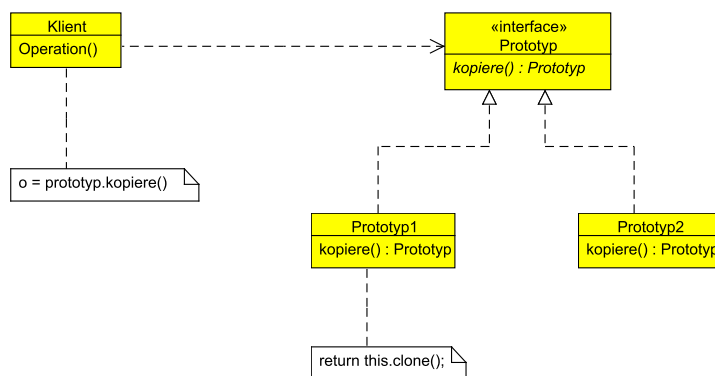 Klient
Operation()
«interface»
Prototyp
kopiere() : Prototyp
o = prototyp.kopiere()
Prototyp1
kopiere() : Prototyp
Prototyp2
kopiere() : Prototyp
return this.clone();